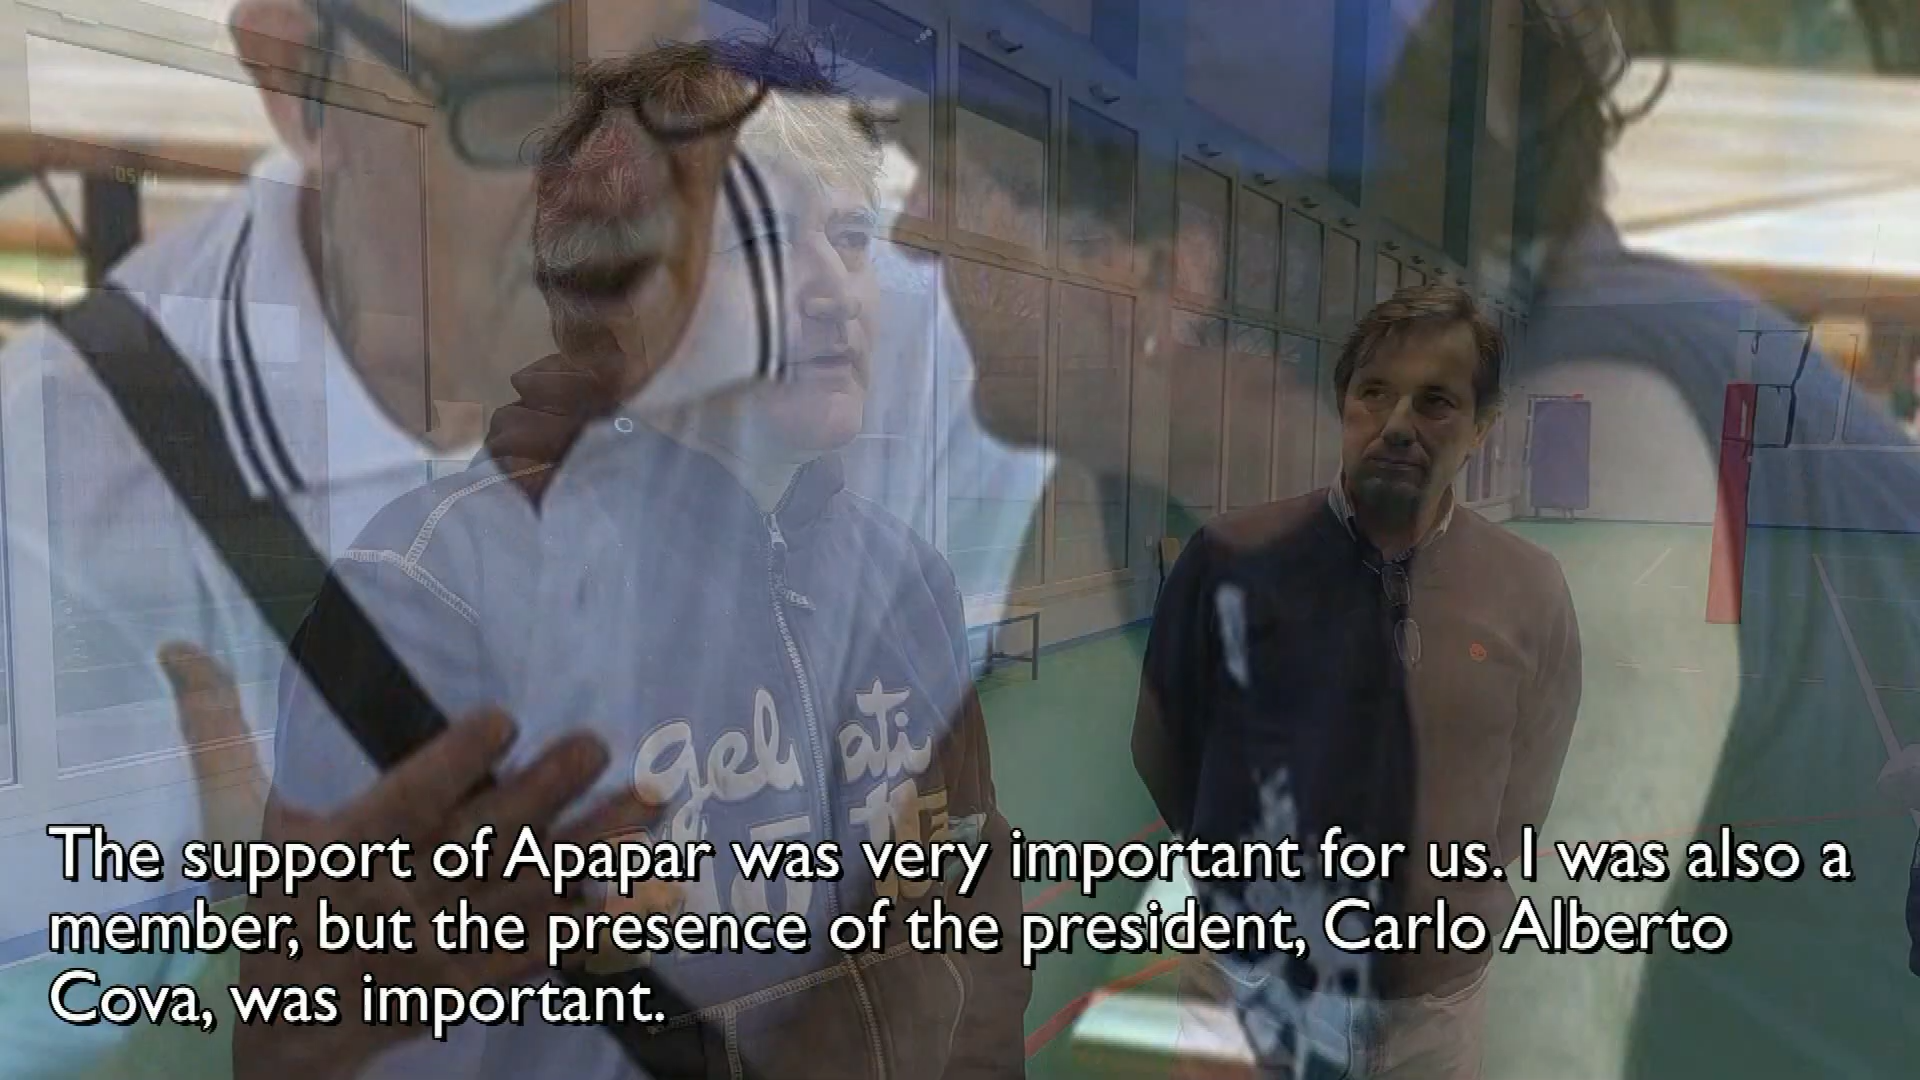 gelati
The support of Apapar was very important for us. I was also a
member, but the presence of the president, Carlo Alberto
Cova, was important.